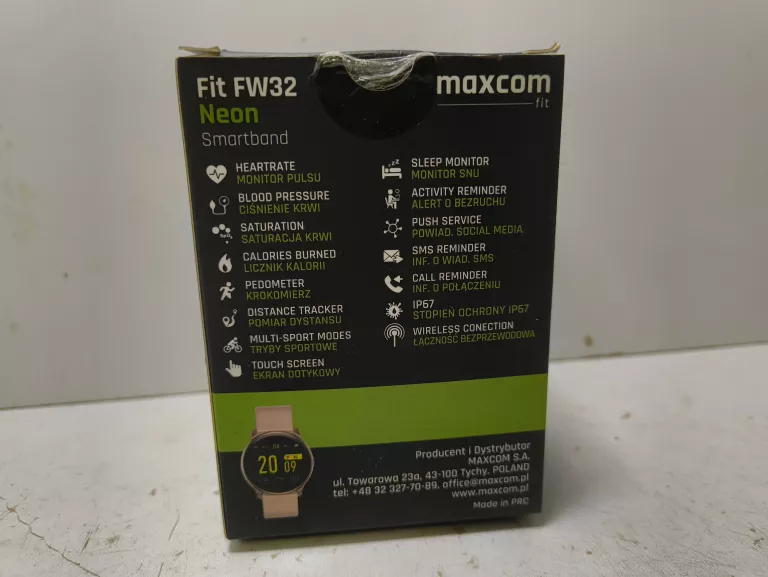 Fit FW32
Neon
Smartband
maxcom
fit
HEARTRATE
MONITOR PULSU
BLOOD PRESSURE
CIŚNIENIE KRWI
SpO₂
SATURATION
SATURACJA KRWI
CALORIES BURNED
LICZNIK KALORII
PEDOMETER
KROKOMIERZ
DISTANCE TRACKER
POMIAR DYSTANSU
MULTI-SPORT MODES
TRYBY SPORTOWE
TOUCH SCREEN
EKRAN DOTYKOWY
SLEEP MONITOR
MONITOR SNU
ACTIVITY REMINDER
ALERT O BEZRUCHU
PUSH SERVICE
POWIAD. SOCIAL MEDIA
SMS REMINDER
INF. O WIAD. SMS
CALL REMINDER
INF. O POŁĄCZENIU
IP67
STOPIEŃ OCHRONY IP67
WIRELESS CONECTION
ŁĄCZNOŚĆ BEZPRZEWODOWA
20 09
Producent i Dystrybutor
MAXCOM S.A.
ul. Towarowa 23a, 43-100 Tychy, POLAND
tel: +48 32 327-70-89, office@maxcom.pl
www.maxcom.pl
Made in PRC